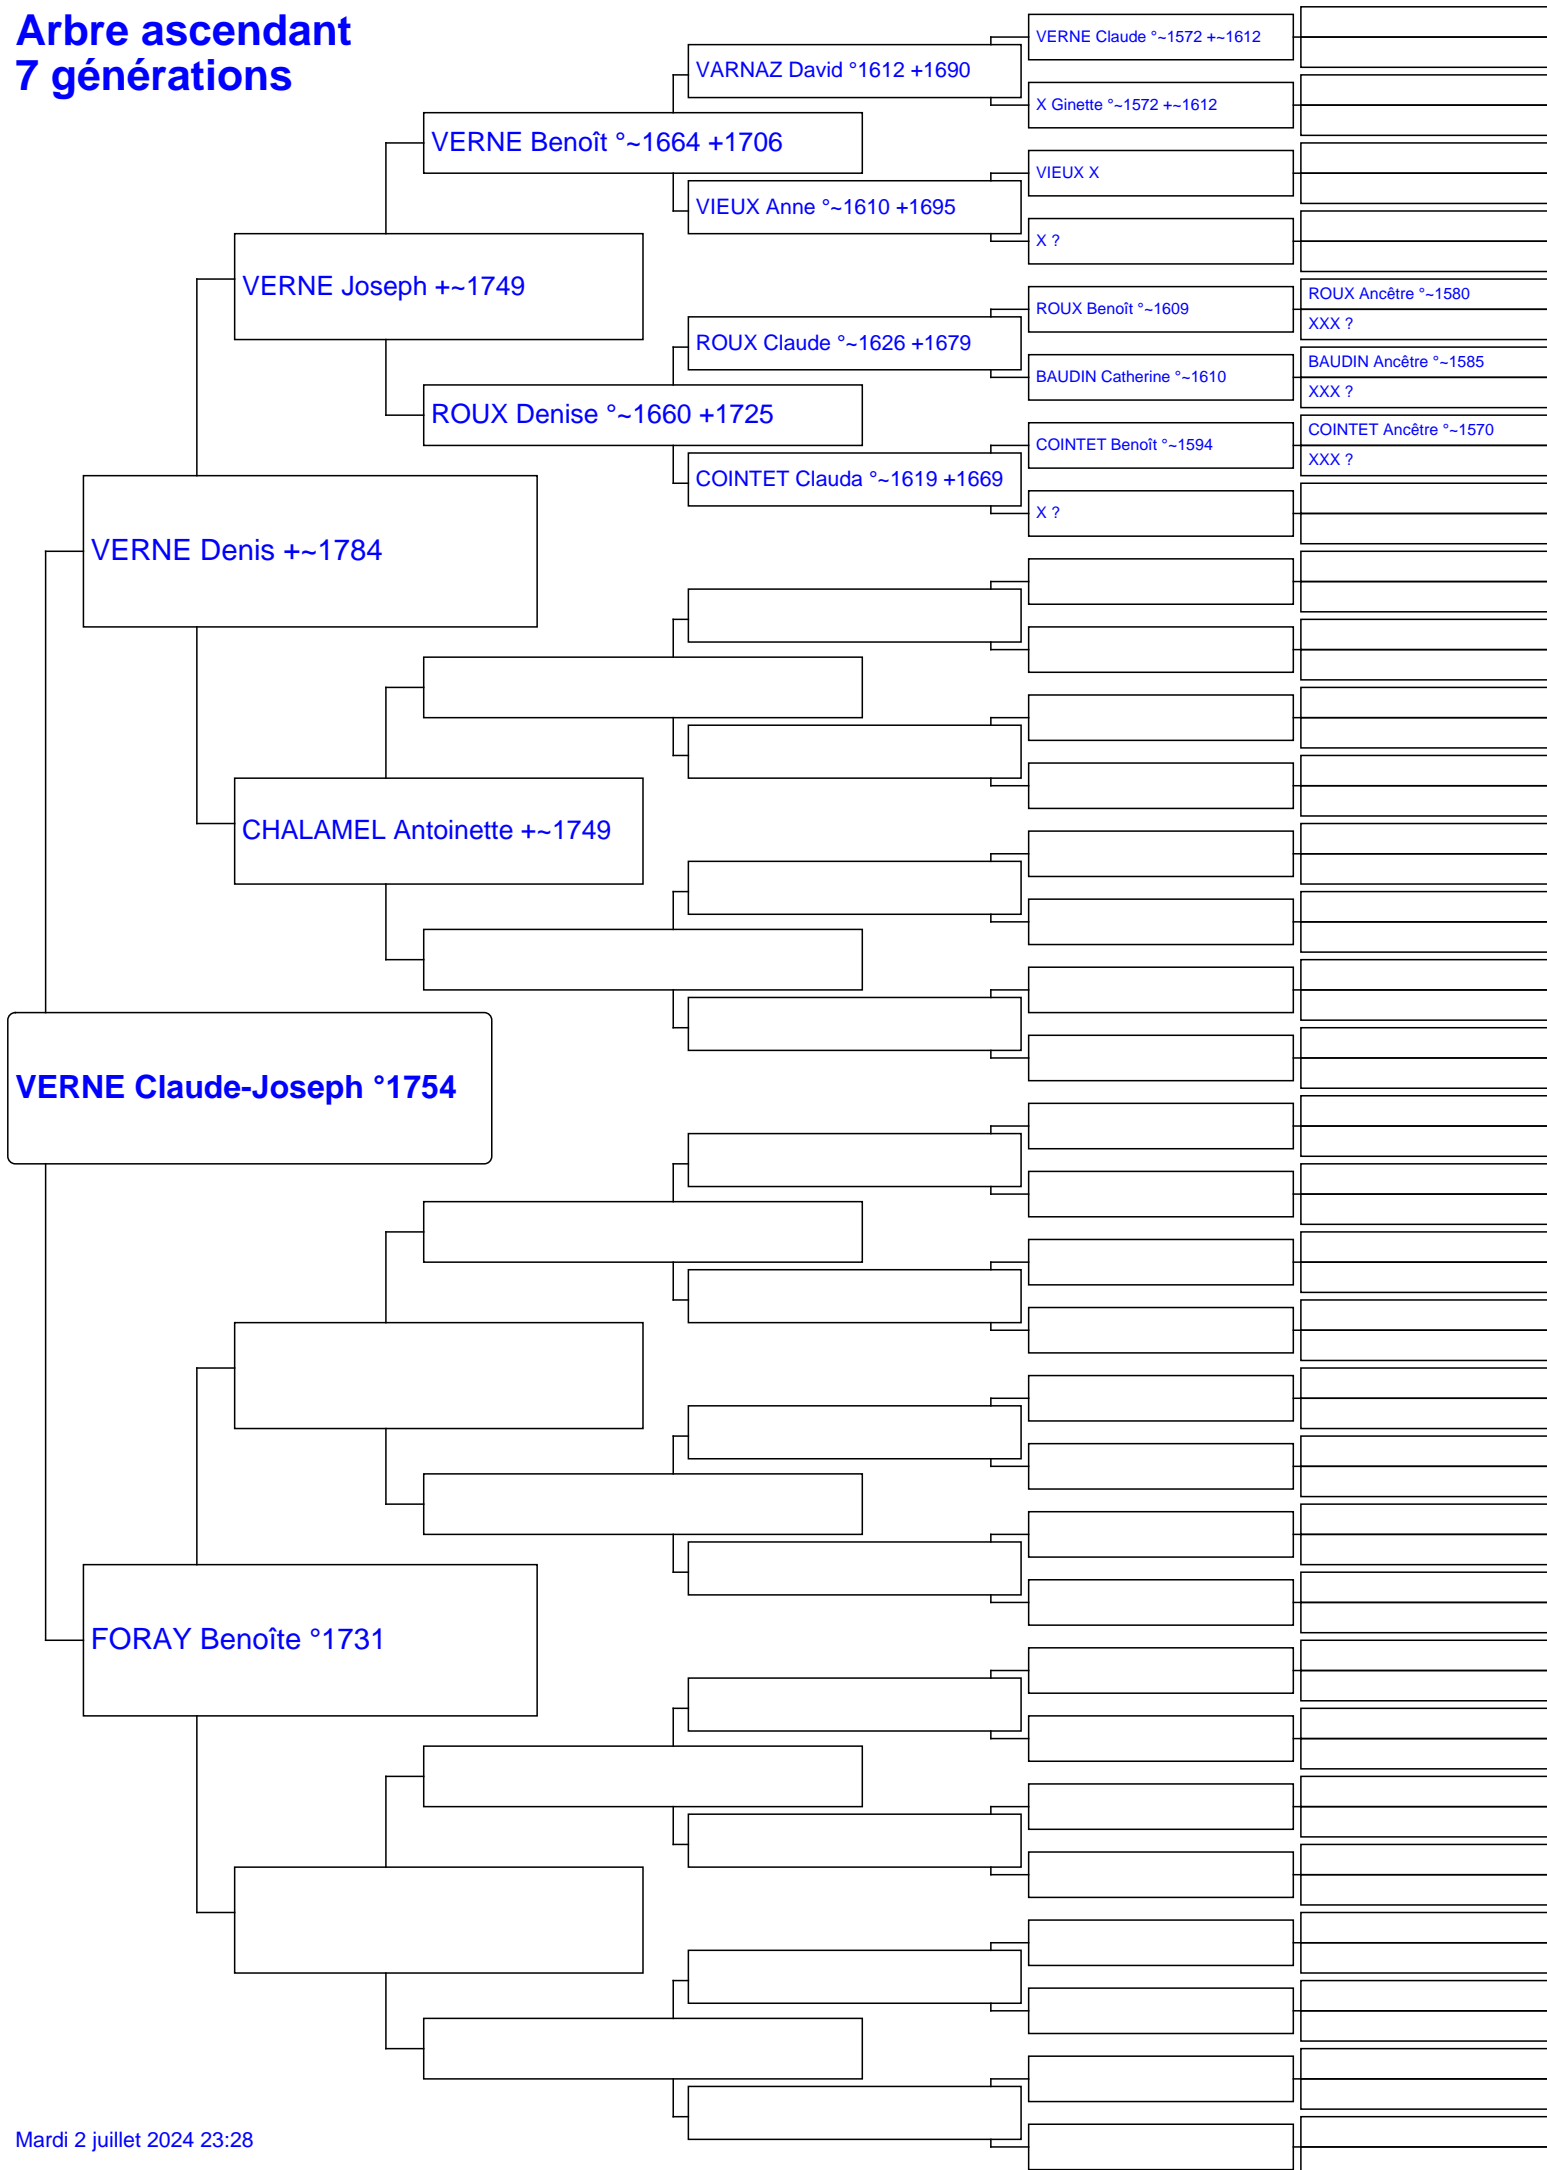 Arbre ascendant
7 générations
VERNE Claude °~1572 +~1612
VARNAZ David °1612 +1690
X Ginette °~1572 +~1612
VERNE Benoît °~1664 +1706
VIEUX X
VIEUX Anne °~1610 +1695
X ?
VERNE Joseph +~1749
ROUX Ancêtre °~1580
ROUX Benoît °~1609
XXX ?
ROUX Claude °~1626 +1679
BAUDIN Ancêtre °~1585
BAUDIN Catherine °~1610
XXX ?
ROUX Denise °~1660 +1725
COINTET Ancêtre °~1570
COINTET Benoît °~1594
XXX ?
COINTET Clauda °~1619 +1669
X ?
VERNE Denis +~1784
CHALAMEL Antoinette +~1749
VERNE Claude-Joseph °1754
FORAY Benoîte °1731
Mardi 2 juillet 2024 23:28